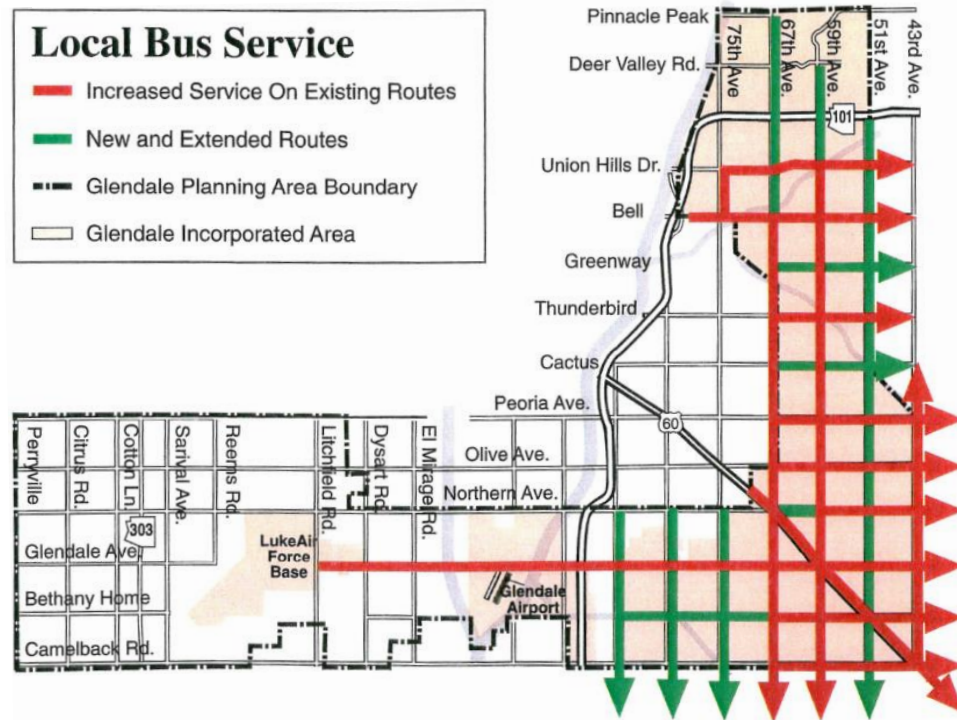 Local Bus Service
Increased Service On Existing Routes
New and Extended Routes
Glendale Planning Area Boundary
Glendale Incorporated Area
Pinnacle Peak
Deer Valley Rd.
Union Hills Dr.
Bell
Greenway
Thunderbird
Cactus
Peoria Ave.
Olive Ave.
Northern Ave.
75th Ave
67th Ave.
59th Ave.
51st Ave.
43rd Ave.
101
60
Perryville
Citrus Rd.
Cotton Ln.
Sarival Ave.
Reems Rd.
Litchfield Rd.
Dysart Rd.
El Mirage Rd.
303
Glendale Ave.
Bethany Home
Camelback Rd.
LukeAir
Force
Base
Glendale
Airport